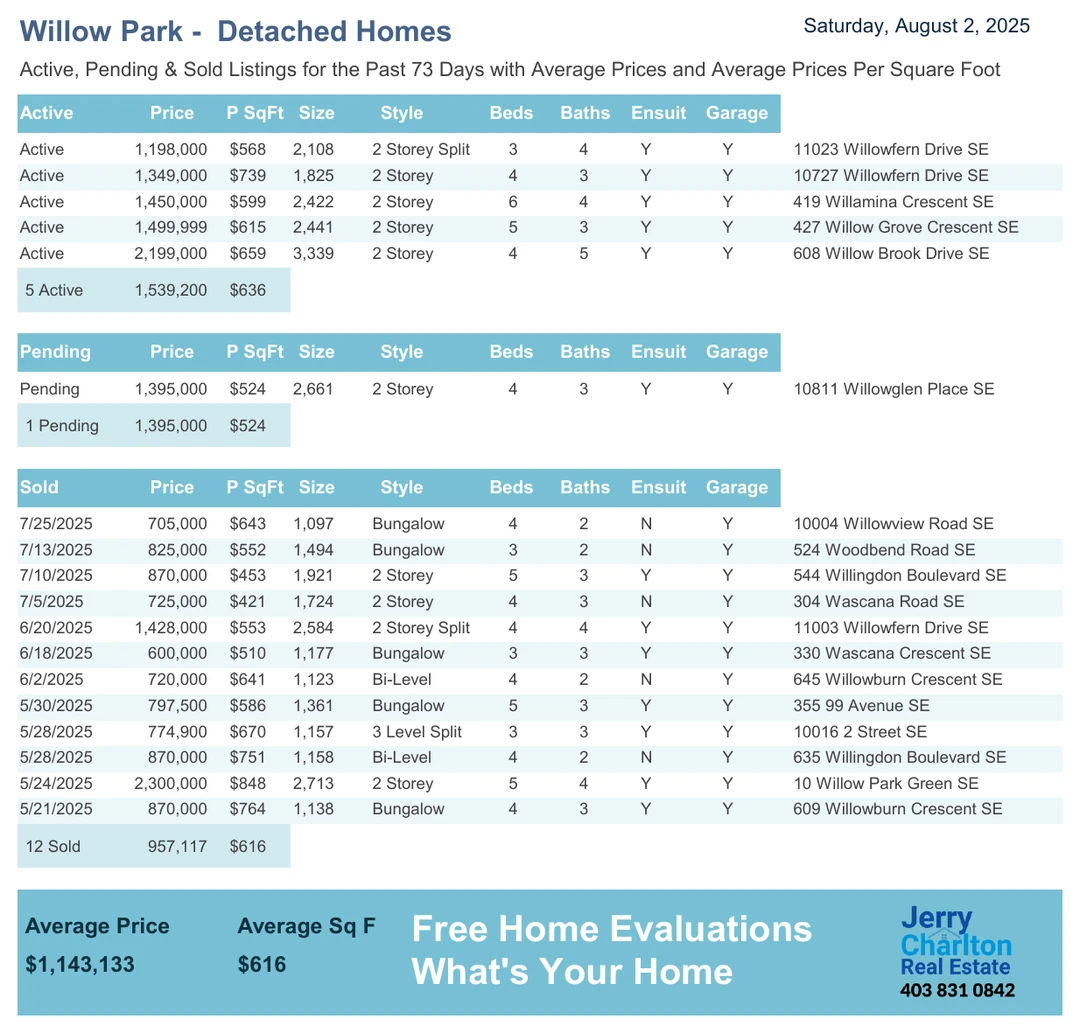 Willow Park - Detached Homes
Saturday, August 2, 2025
Active, Pending & Sold Listings for the Past 73 Days with Average Prices and Average Prices Per Square Foot
Active Price P SqFt Size Style Beds Baths Ensuit Garage
Active 1,198,000 $568 2,108 2 Storey Split 3 4 Y Y 11023 Willowfern Drive SE
Active 1,349,000 $739 1,825 2 Storey 4 3 Y Y 10727 Willowfern Drive SE
Active 1,450,000 $599 2,422 2 Storey 6 4 Y Y 419 Willamina Crescent SE
Active 1,499,999 $615 2,441 2 Storey 5 3 Y Y 427 Willow Grove Crescent SE
Active 2,199,000 $659 3,339 2 Storey 4 5 Y Y 608 Willow Brook Drive SE
5 Active 1,539,200 $636
Pending Price P SqFt Size Style Beds Baths Ensuit Garage
Pending 1,395,000 $524 2,661 2 Storey 4 3 Y Y 10811 Willowglen Place SE
1 Pending 1,395,000 $524
Sold Price P SqFt Size Style Beds Baths Ensuit Garage
7/25/2025 705,000 $643 1,097 Bungalow 4 2 N Y 10004 Willowview Road SE
7/13/2025 825,000 $552 1,494 Bungalow 3 2 N Y 524 Woodbend Road SE
7/10/2025 870,000 $453 1,921 2 Storey 5 3 Y Y 544 Willingdon Boulevard SE
7/5/2025 725,000 $421 1,724 2 Storey 4 3 N Y 304 Wascana Road SE
6/20/2025 1,428,000 $553 2,584 2 Storey Split 4 4 Y Y 11003 Willowfern Drive SE
6/18/2025 600,000 $510 1,177 Bungalow 3 3 Y Y 330 Wascana Crescent SE
6/2/2025 720,000 $641 1,123 Bi-Level 4 2 N Y 645 Willowburn Crescent SE
5/30/2025 797,500 $586 1,361 Bungalow 5 3 Y Y 355 99 Avenue SE
5/28/2025 774,900 $670 1,157 3 Level Split 3 3 Y Y 10016 2 Street SE
5/28/2025 870,000 $751 1,158 Bi-Level 4 2 N Y 635 Willingdon Boulevard SE
5/24/2025 2,300,000 $848 2,713 2 Storey 5 4 Y Y 10 Willow Park Green SE
5/21/2025 870,000 $764 1,138 Bungalow 4 3 Y Y 609 Willowburn Crescent SE
12 Sold 957,117 $616
Average Price Average Sq F
$1,143,133 $616
Free Home Evaluations
What's Your Home
Jerry
Charlton
Real Estate
403 831 0842